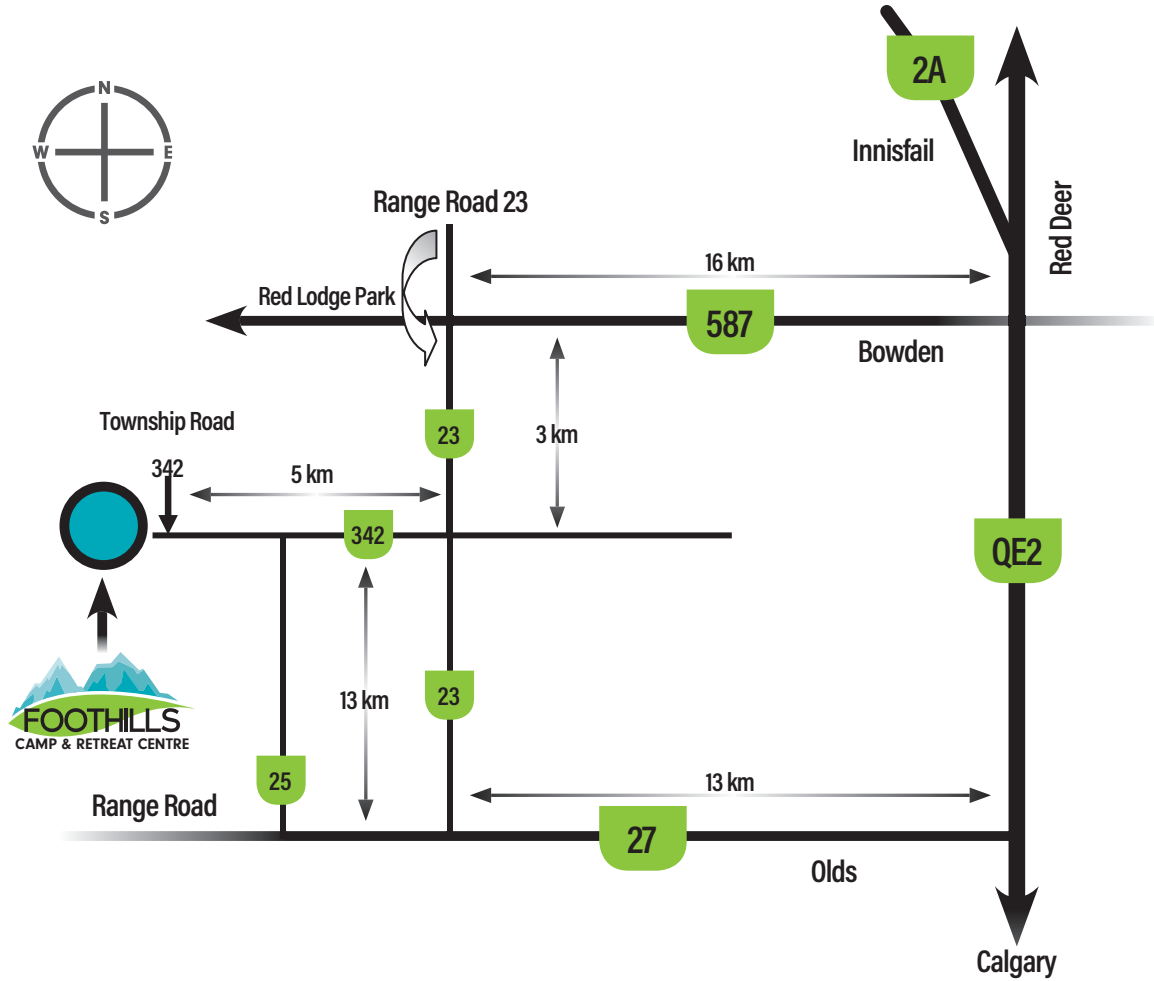 2A
N
W
E
S
Innisfail
Range Road 23
Red Deer
16 km
Red Lodge Park
587
Bowden
Township Road
342
23
3 km
5 km
342
QE2
13 km
23
FOOTHILLS
CAMP & RETREAT CENTRE
25
13 km
Range Road
27
Olds
Calgary